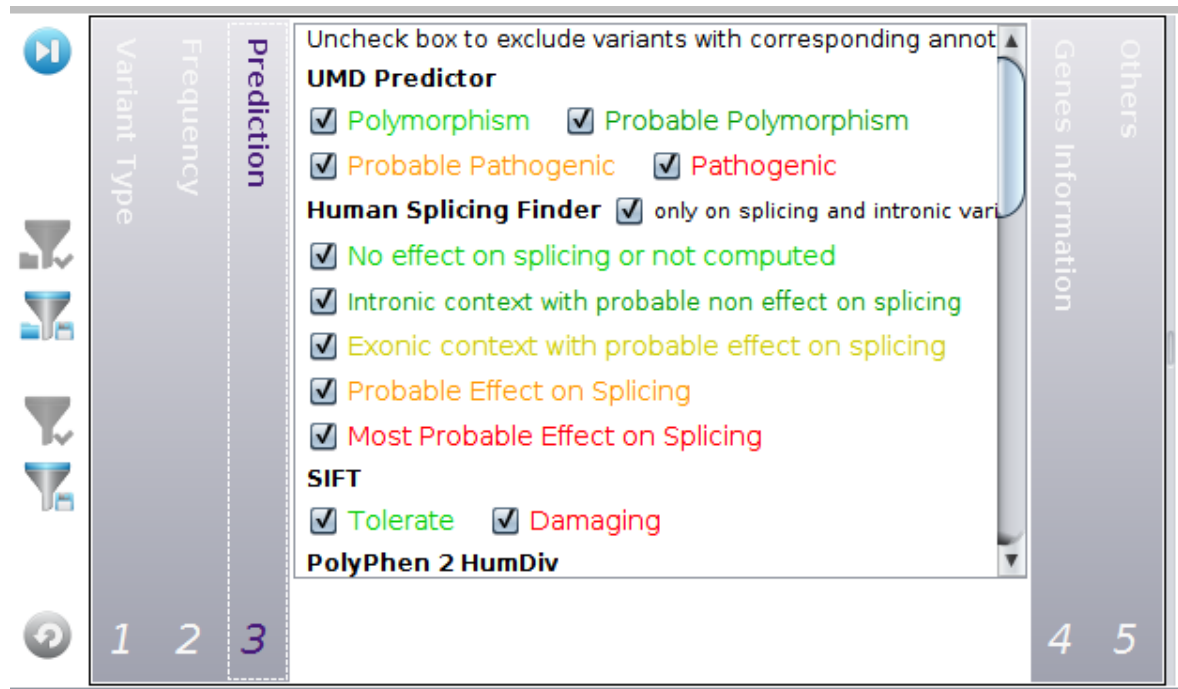 Variant Type
Frequency
Prediction
Uncheck box to exclude variants with corresponding annot
UMD Predictor
Polymorphism Probable Polymorphism
Probable Pathogenic Pathogenic
Human Splicing Finder only on splicing and intronic vari
No effect on splicing or not computed
Intronic context with probable non effect on splicing
Exonic context with probable effect on splicing
Probable Effect on Splicing
Most Probable Effect on Splicing
SIFT
Tolerate Damaging
PolyPhen 2 HumDiv
Genes Information
Others
1 2 3 4 5